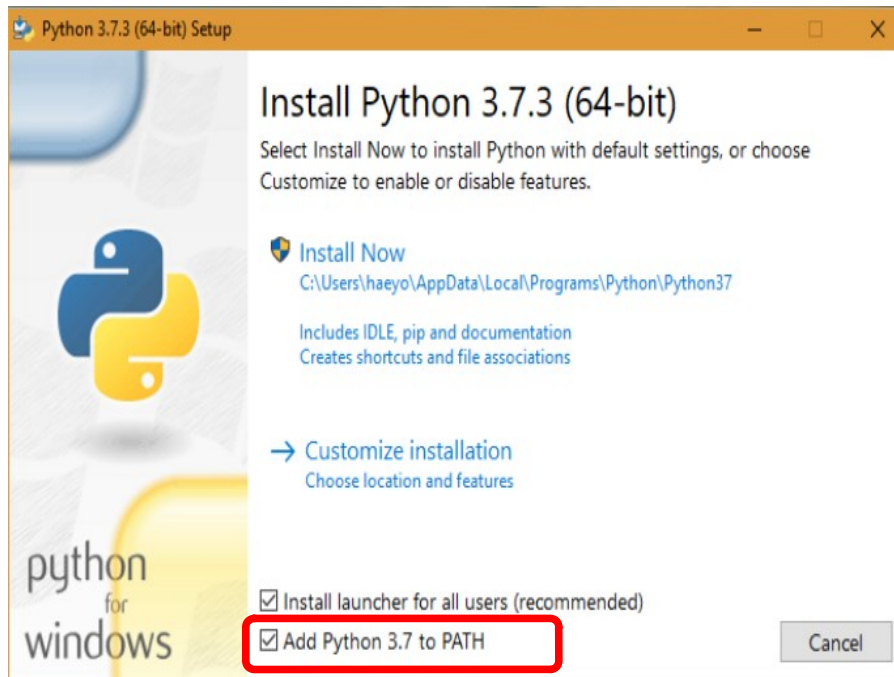 Python 3.7.3 (64-bit) Setup
Install Python 3.7.3 (64-bit)
Select Install Now to install Python with default settings, or choose
Customize to enable or disable features.
Install Now
C:\Users\haeyo\AppData\Local\Programs\Python\Python37
Includes IDLE, pip and documentation
Creates shortcuts and file associations
Customize installation
Choose location and features
python
for
windows
Install launcher for all users (recommended)
Add Python 3.7 to PATH
Cancel